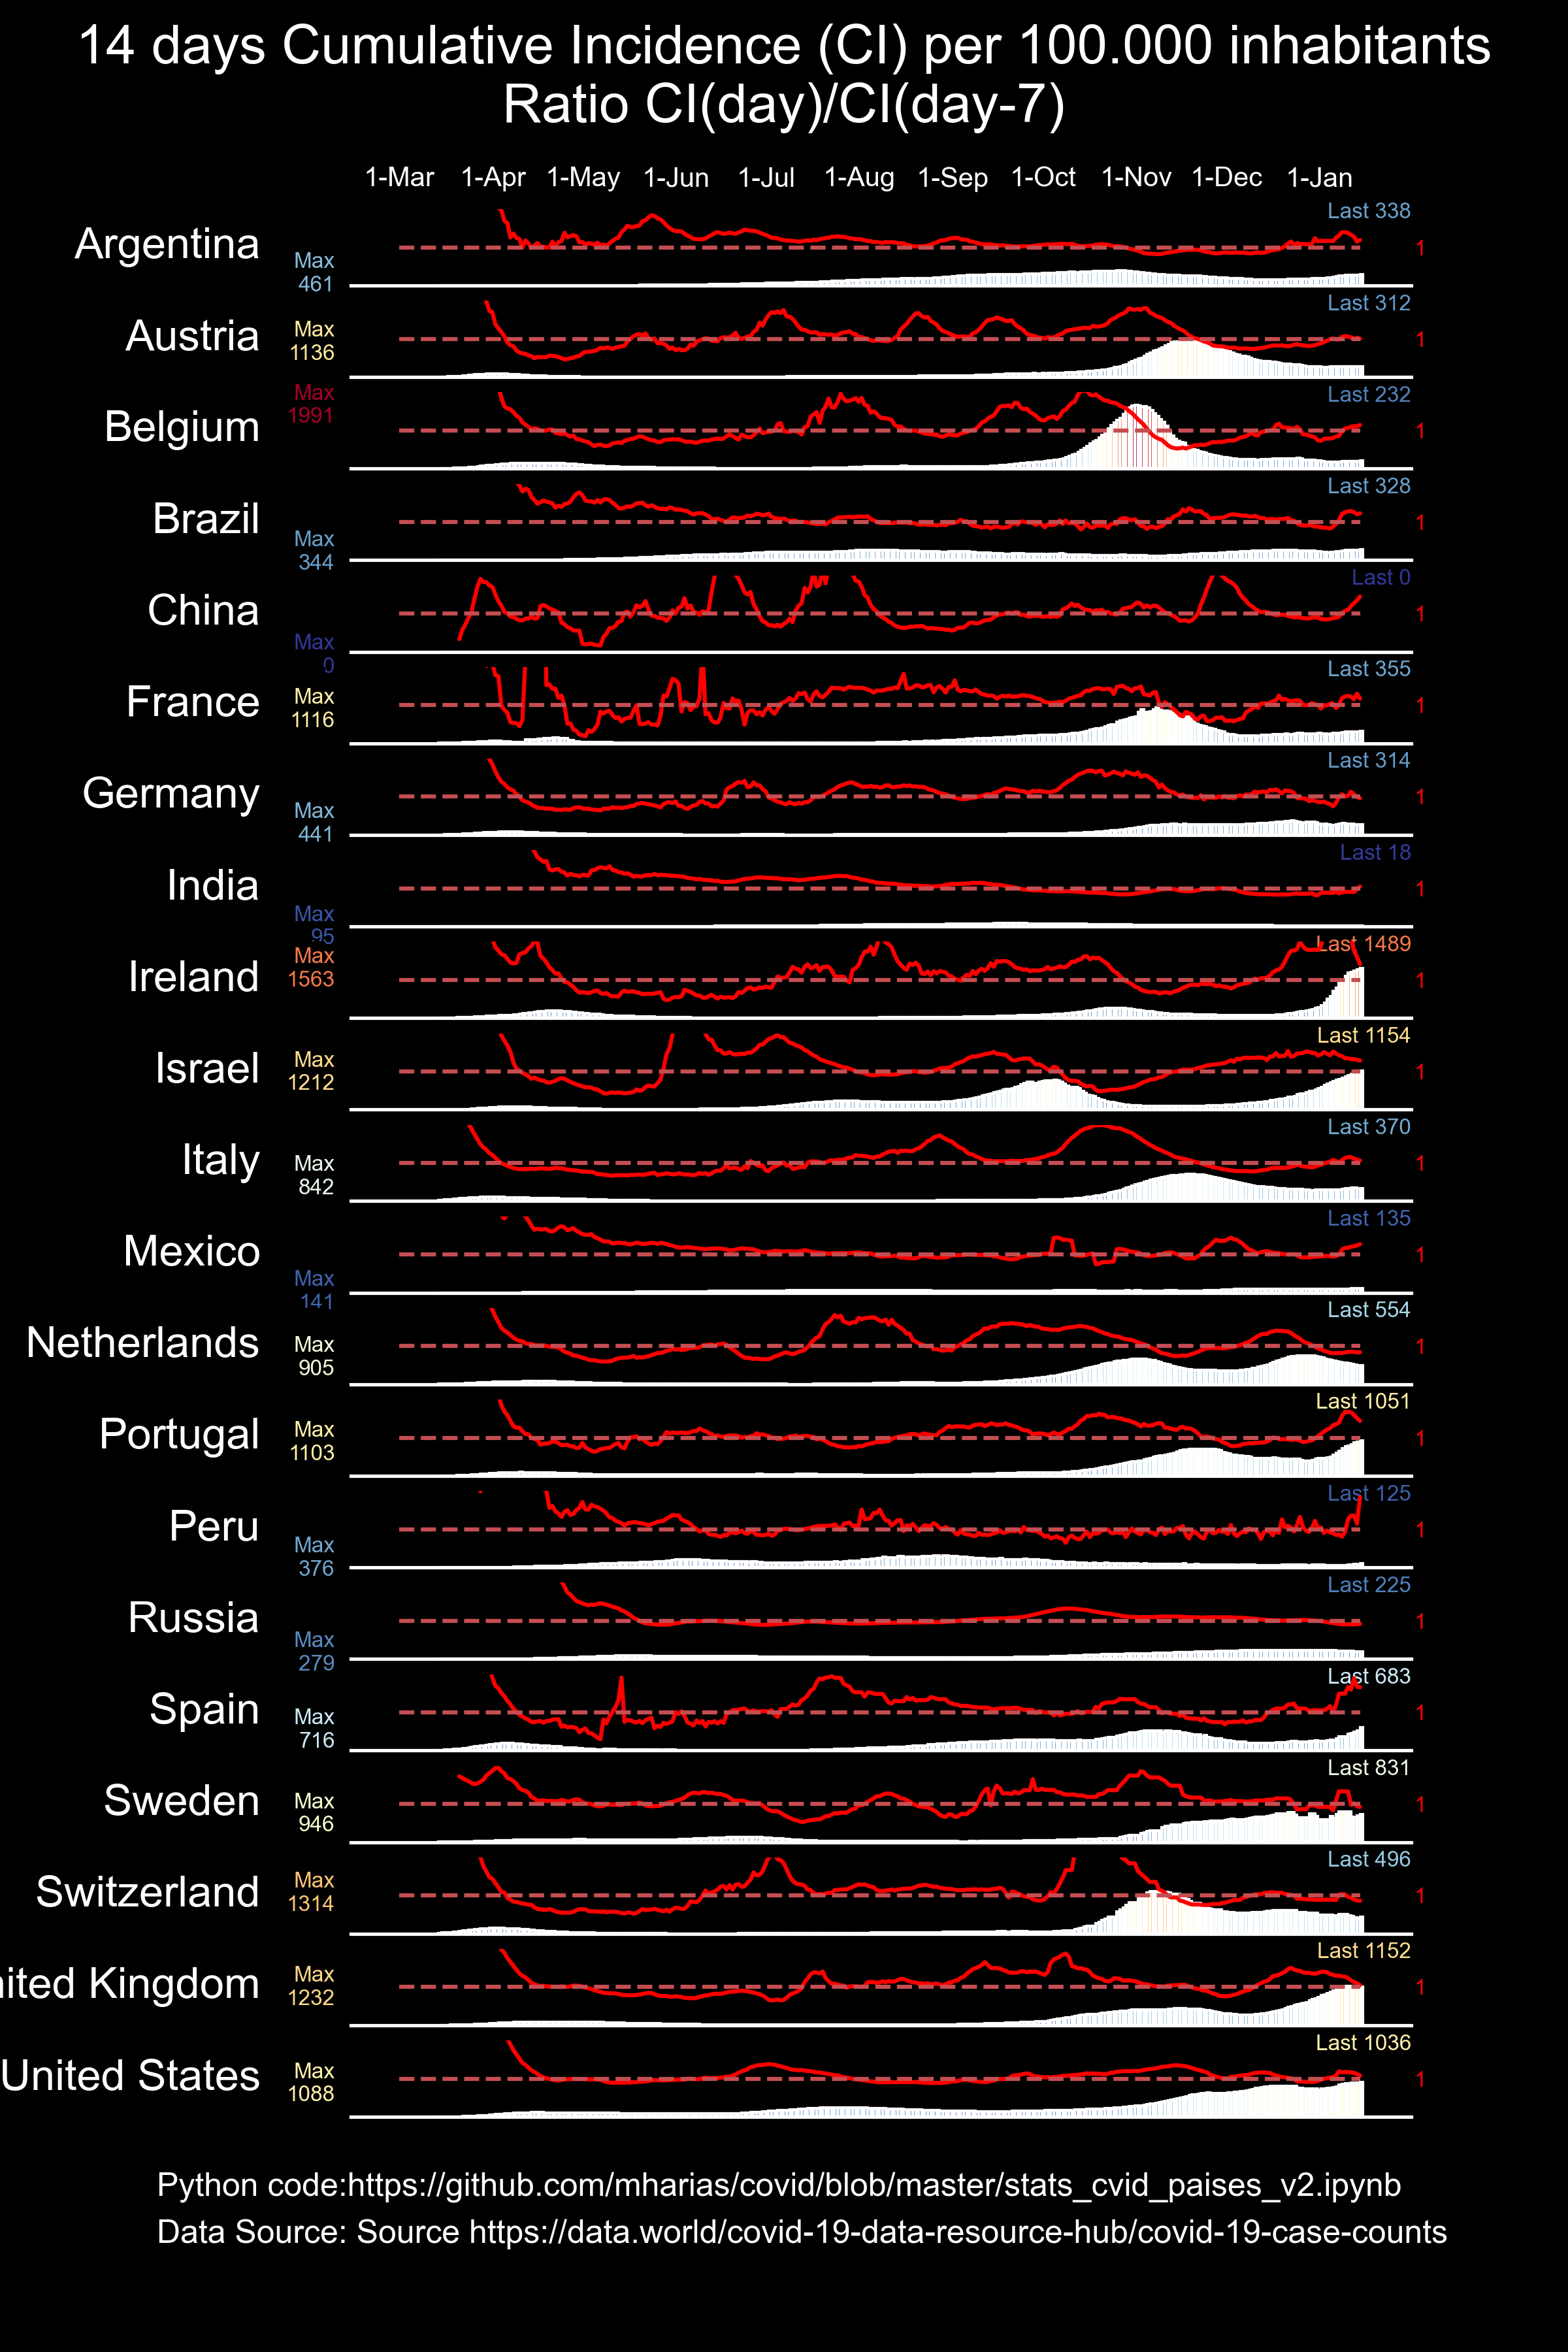 14 days Cumulative Incidence (CI) per 100.000 inhabitants
Ratio CI(day)/CI(day-7)
1-Mar 1-Apr 1-May 1-Jun 1-Jul 1-Aug 1-Sep 1-Oct 1-Nov 1-Dec 1-Jan
Argentina
Max
461
Last 338
1
Austria
Max
1136
Last 312
1
Belgium
Max
1991
Last 232
1
Brazil
Max
344
Last 328
1
China
Max
0
Last 0
1
France
Max
1116
Last 355
1
Germany
Max
441
Last 314
1
India
Max
95
Last 18
1
Ireland
Max
1563
Last 1489
1
Israel
Max
1212
Last 1154
1
Italy
Max
842
Last 370
1
Mexico
Max
141
Last 135
1
Netherlands
Max
905
Last 554
1
Portugal
Max
1103
Last 1051
1
Peru
Max
376
Last 125
1
Russia
Max
279
Last 225
1
Spain
Max
716
Last 683
1
Sweden
Max
946
Last 831
1
Switzerland
Max
1314
Last 496
1
nited Kingdom
Max
1232
Last 1152
1
United States
Max
1088
Last 1036
1
Python code:https://github.com/mharias/covid/blob/master/stats_cvid_paises_v2.ipynb
Data Source: Source https://data.world/covid-19-data-resource-hub/covid-19-case-counts